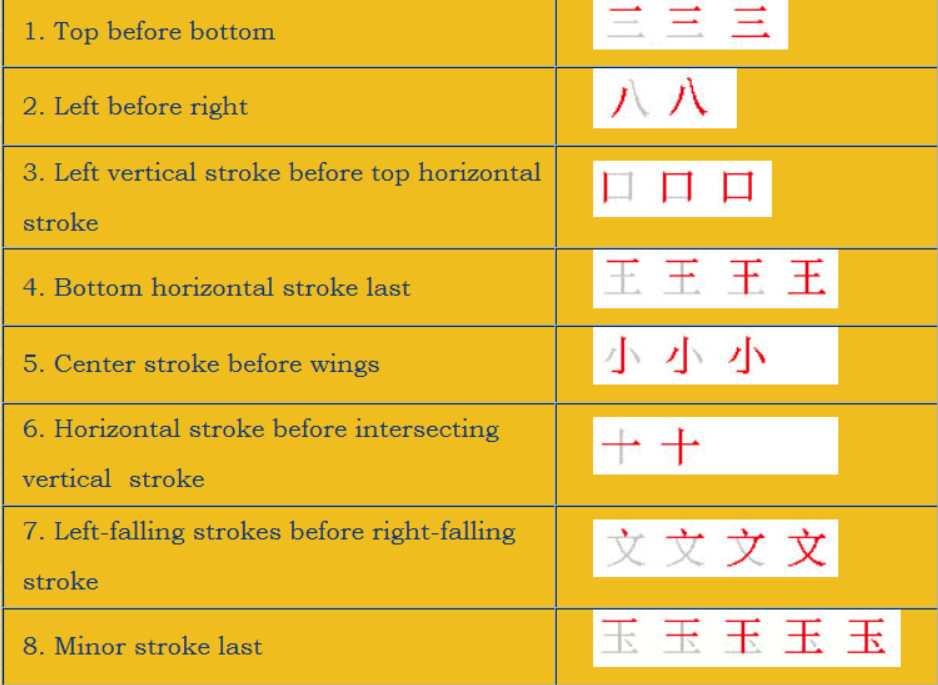 1. Top before bottom
三 三 三
2. Left before right
八 八
3. Left vertical stroke before top horizontal
stroke
口 口 口
4. Bottom horizontal stroke last
王 王 王 王
5. Center stroke before wings
小 小 小
6. Horizontal stroke before intersecting
vertical stroke
十 十
7. Left-falling strokes before right-falling
stroke
文 文 文 文
8. Minor stroke last
玉 玉 玉 玉 玉